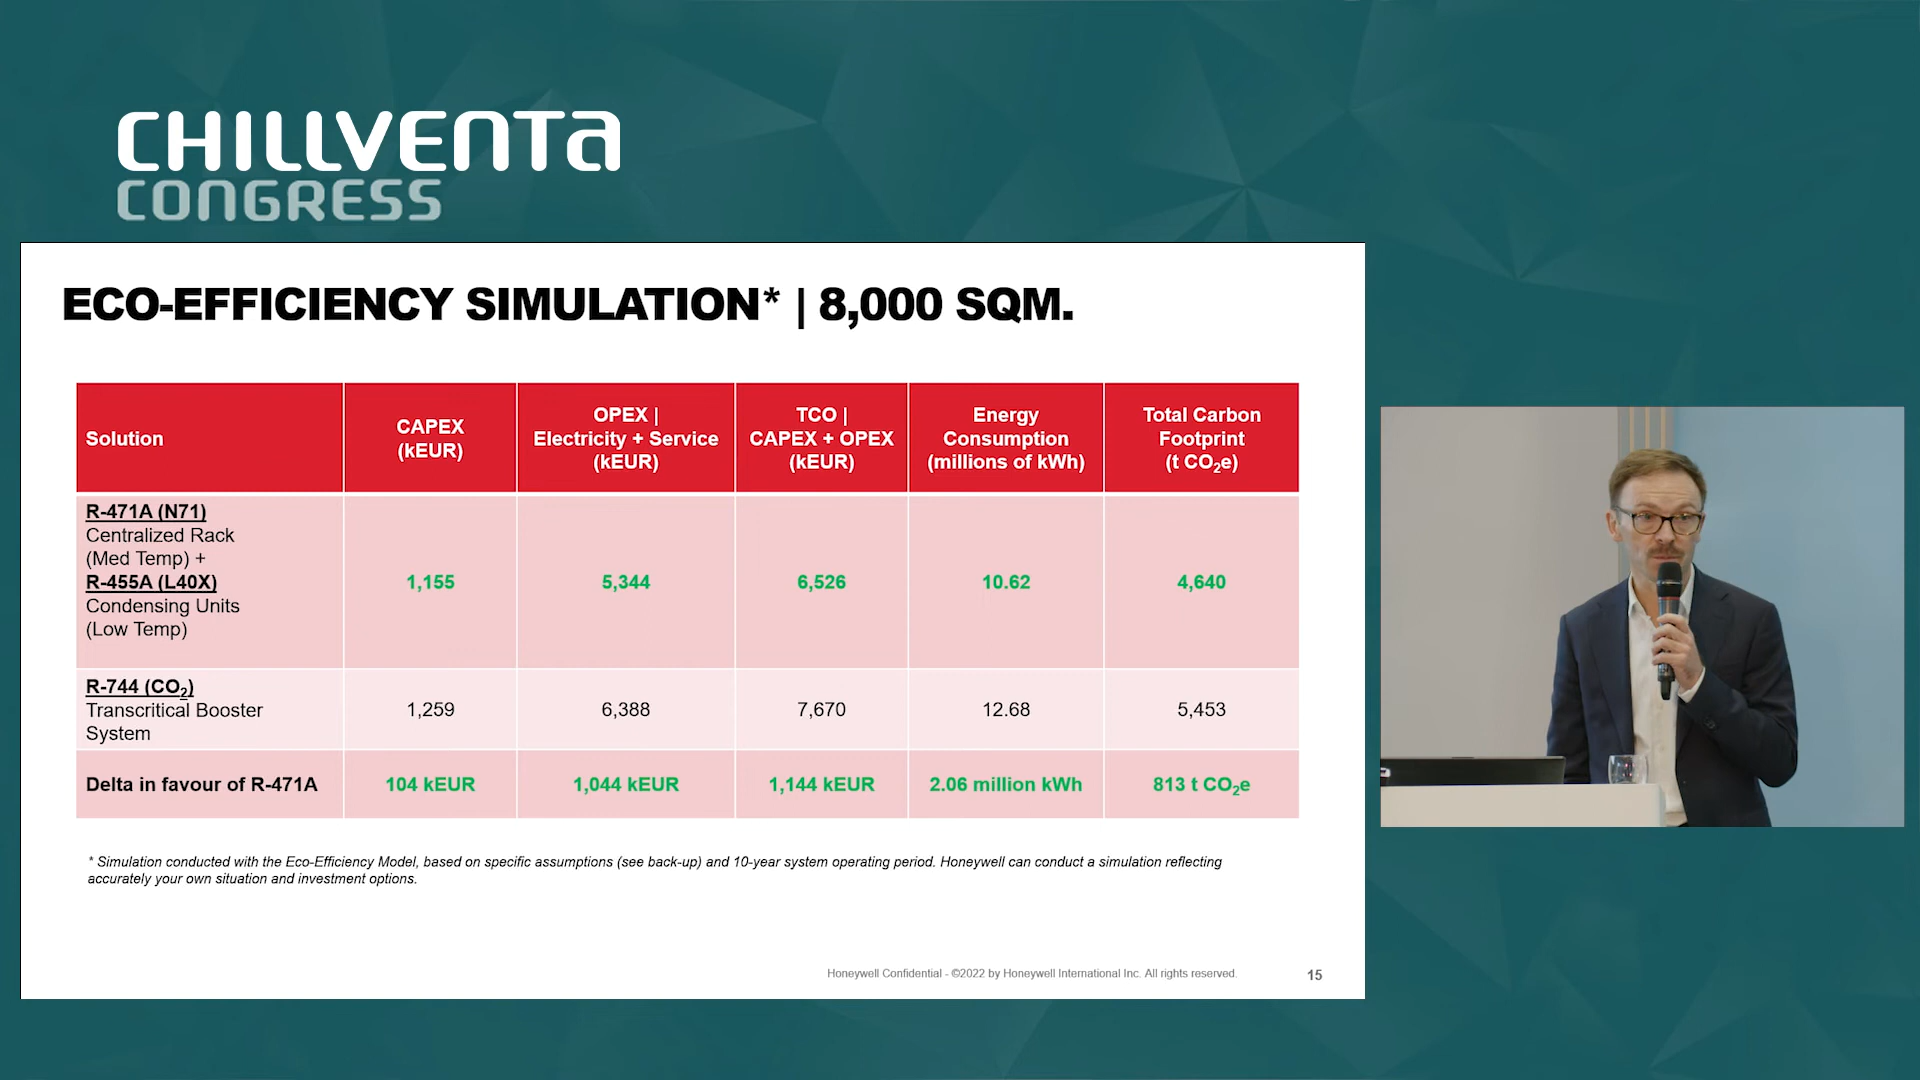 CHILLVENTA
CONGRESS
ECO-EFFICIENCY SIMULATION* | 8,000 SQM.
Solution
CAPEX
(kEUR)
OPEX |
Electricity + Service
(kEUR)
TCO |
CAPEX + OPEX
(kEUR)
Energy
Consumption
(millions of kWh)
Total Carbon
Footprint
(t CO₂e)
R-471A (N71)
Centralized Rack
(Med Temp) +
R-455A (L40X)
Condensing Units
(Low Temp)
1,155
5,344
6,526
10.62
4,640
R-744 (CO₂)
Transcritical Booster
System
1,259
6,388
7,670
12.68
5,453
Delta in favour of R-471A
104 kEUR
1,044 kEUR
1,144 kEUR
2.06 million kWh
813 t CO₂e
* Simulation conducted with the Eco-Efficiency Model, based on specific assumptions (see back-up) and 10-year system operating period. Honeywell can conduct a simulation reflecting
accurately your own situation and investment options.
Honeywell Confidential - ©2022 by Honeywell International Inc. All rights reserved.
15